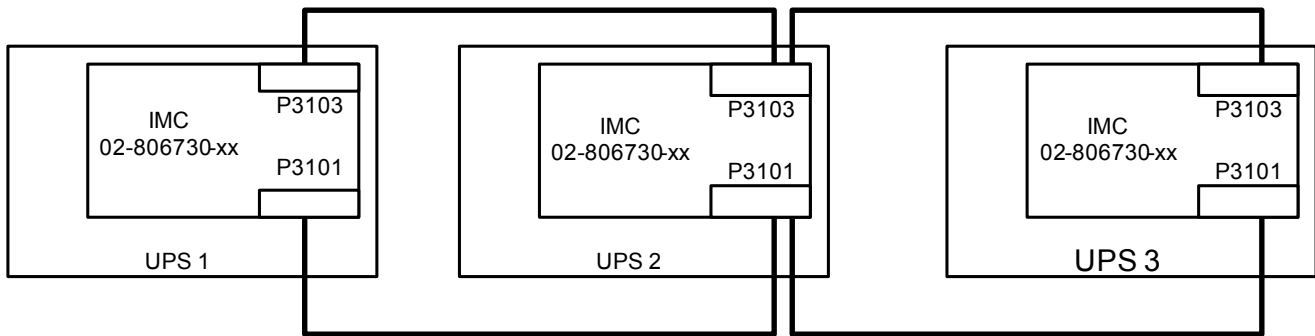 P3103
IMC
02-806730-xx
P3101
UPS 1
P3103
IMC
02-806730-xx
P3101
UPS 2
P3103
IMC
02-806730-xx
P3101
UPS 3